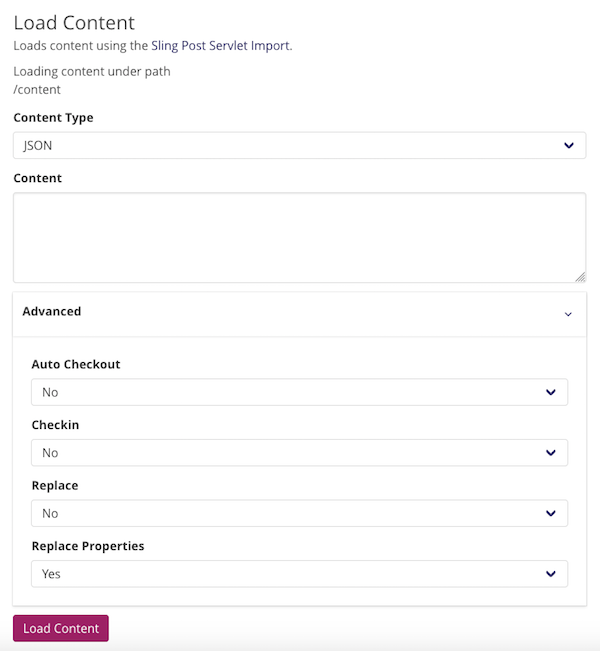 Load Content
Loads content using the Sling Post Servlet Import.
Loading content under path
/content
Content Type
JSON
Content
Advanced
Auto Checkout
No
Checkin
No
Replace
No
Replace Properties
Yes
Load Content